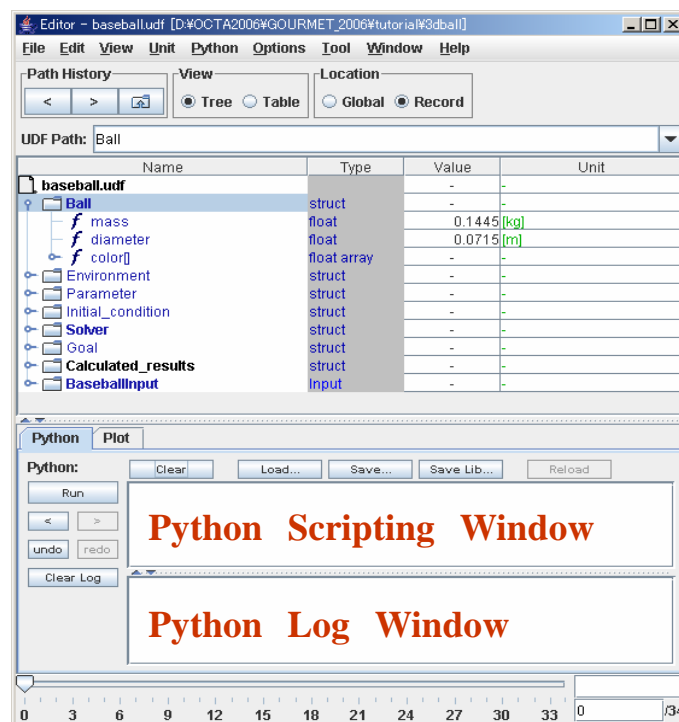 Editor - baseball.udf [D:¥OCTA2006¥GOURMET_2006¥tutorial¥3dball]
File Edit View Unit Python Options Tool Window Help
Path History View Location
< > Tree Table Global Record
UDF Path: Ball
Name Type Value Unit
baseball.udf - -
Ball struct - -
f mass float 0.1445 [kg]
f diameter float 0.0715 [m]
f color[] float array - -
Environment struct - -
Parameter struct - -
Initial_condition struct - -
Solver struct - -
Goal struct - -
Calculated_results struct - -
BaseballInput Input - -
Python Plot
Python: Clear Load... Save... Save Lib... Reload
Run
< >
undo redo
Clear Log
Python Scripting Window
Python Log Window
0 3 6 9 12 15 18 21 24 27 30 33 0 /34